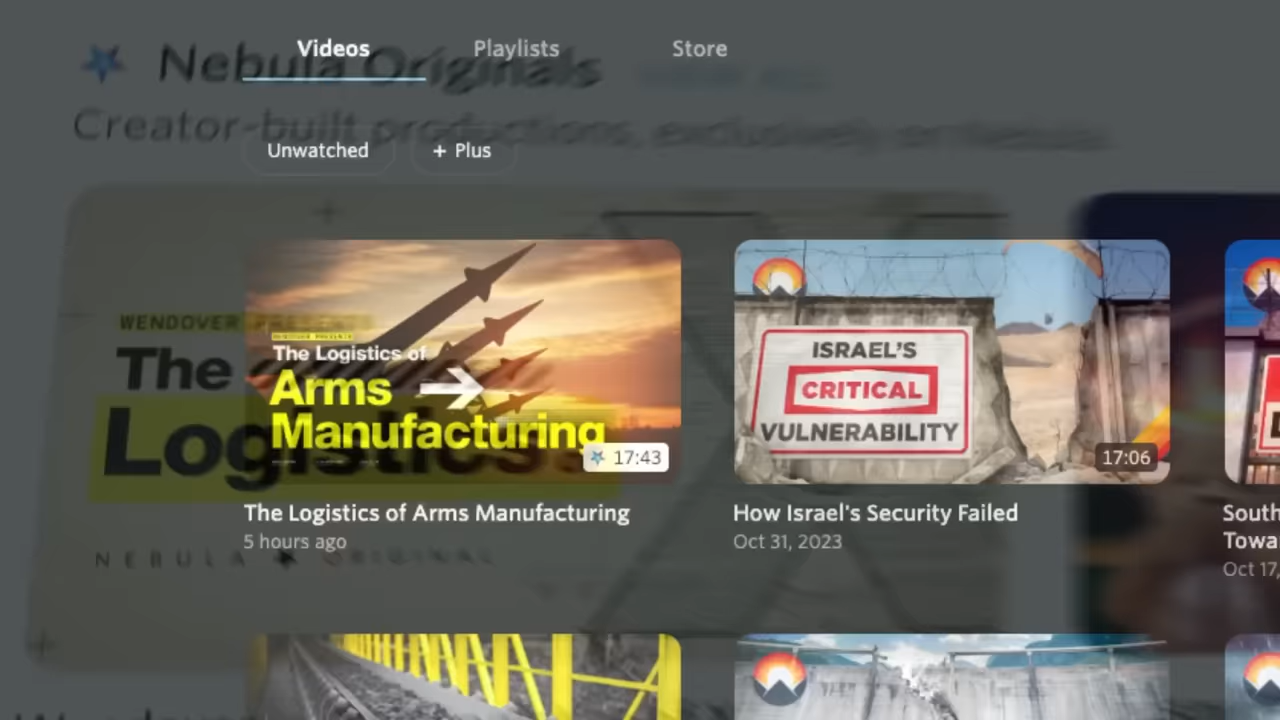 Videos
Playlists
Store
Nebula Originals
Creator-built productions, exclusively on Nebula.
Unwatched
+ Plus
WENDOVER PRESENTS
The
Logistics
NEBULA ORIGINAL
The Logistics of
Arms
Manufacturing
17:43
The Logistics of Arms Manufacturing
5 hours ago
ISRAEL'S
CRITICAL
VULNERABILITY
17:06
How Israel's Security Failed
Oct 31, 2023
South
Towa
Oct 17,